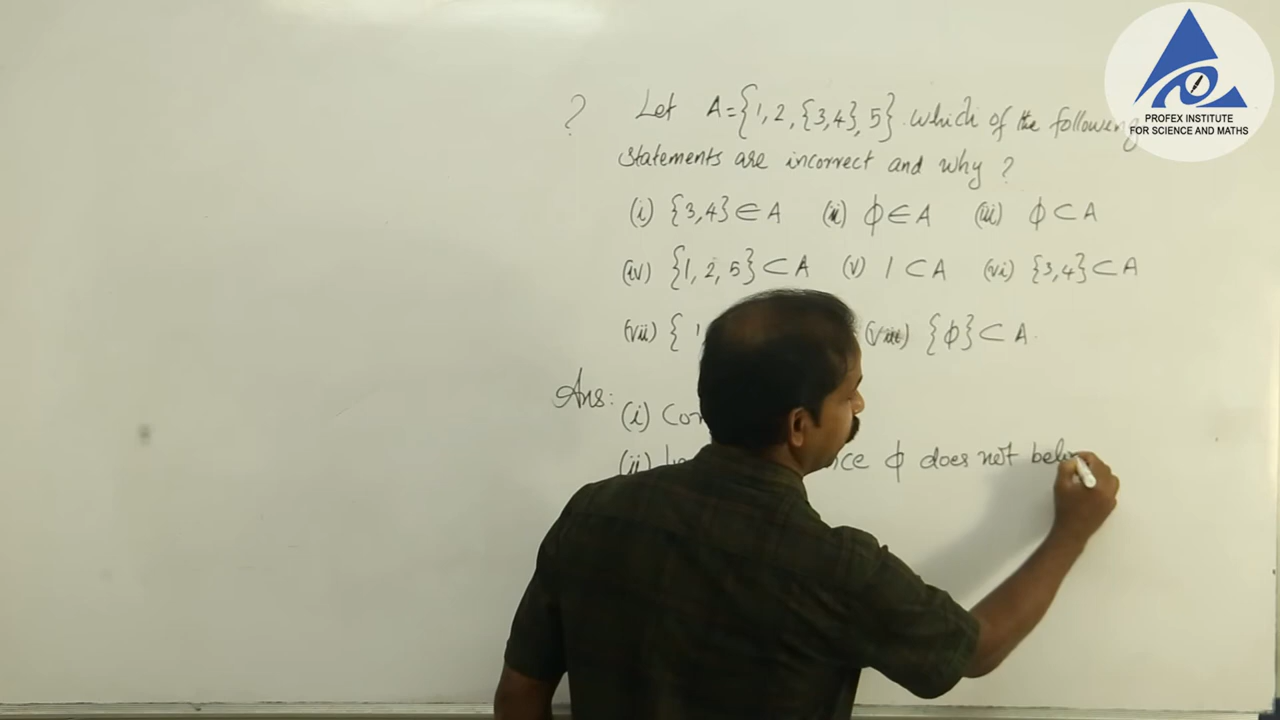 PROFEX INSTITUTE
FOR SCIENCE AND MATHS
? Let A={1,2,{3,4},5}. which of the following
statements are incorrect and why ?
(i) {3,4}∈A (ii) ϕ∈A (iii) ϕ⊂A
(iv) {1,2,5}⊂A (v) 1⊂A (vi) {3,4}⊂A
(vii) { 1 (viii) {ϕ}⊂A.
Ans: (i)
(ii) ϕ does not